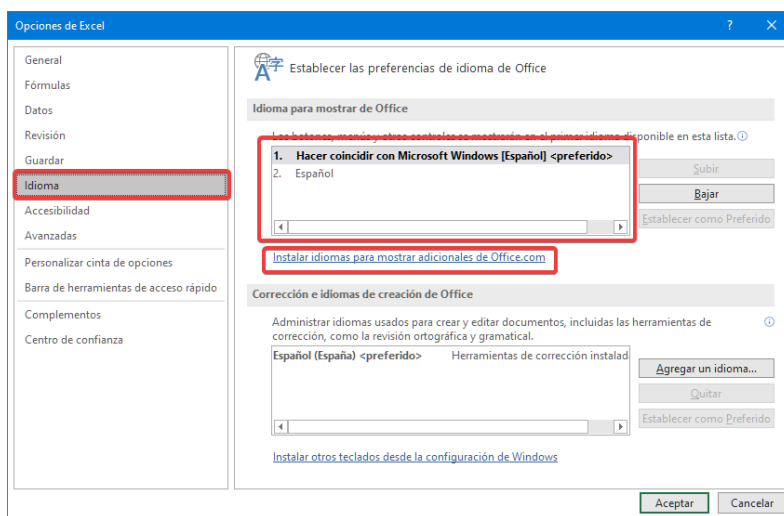 Opciones de Excel
General
Fórmulas
Datos
Revisión
Guardar
Idioma
Accesibilidad
Avanzadas
Personalizar cinta de opciones
Barra de herramientas de acceso rápido
Complementos
Centro de confianza
Establecer las preferencias de idioma de Office
Idioma para mostrar de Office
Los botones, menús y otros controles se mostrarán en el primer idioma disponible en esta lista.
1. Hacer coincidir con Microsoft Windows [Español] <preferido>
2. Español
Subir
Bajar
Establecer como Preferido
Instalar idiomas para mostrar adicionales de Office.com
Corrección e idiomas de creación de Office
Administrar idiomas usados para crear y editar documentos, incluidas las herramientas de
corrección, como la revisión ortográfica y gramatical.
Español (España) <preferido> Herramientas de corrección instalad
Agregar un idioma...
Quitar
Establecer como Preferido
Instalar otros teclados desde la configuración de Windows
Aceptar
Cancelar